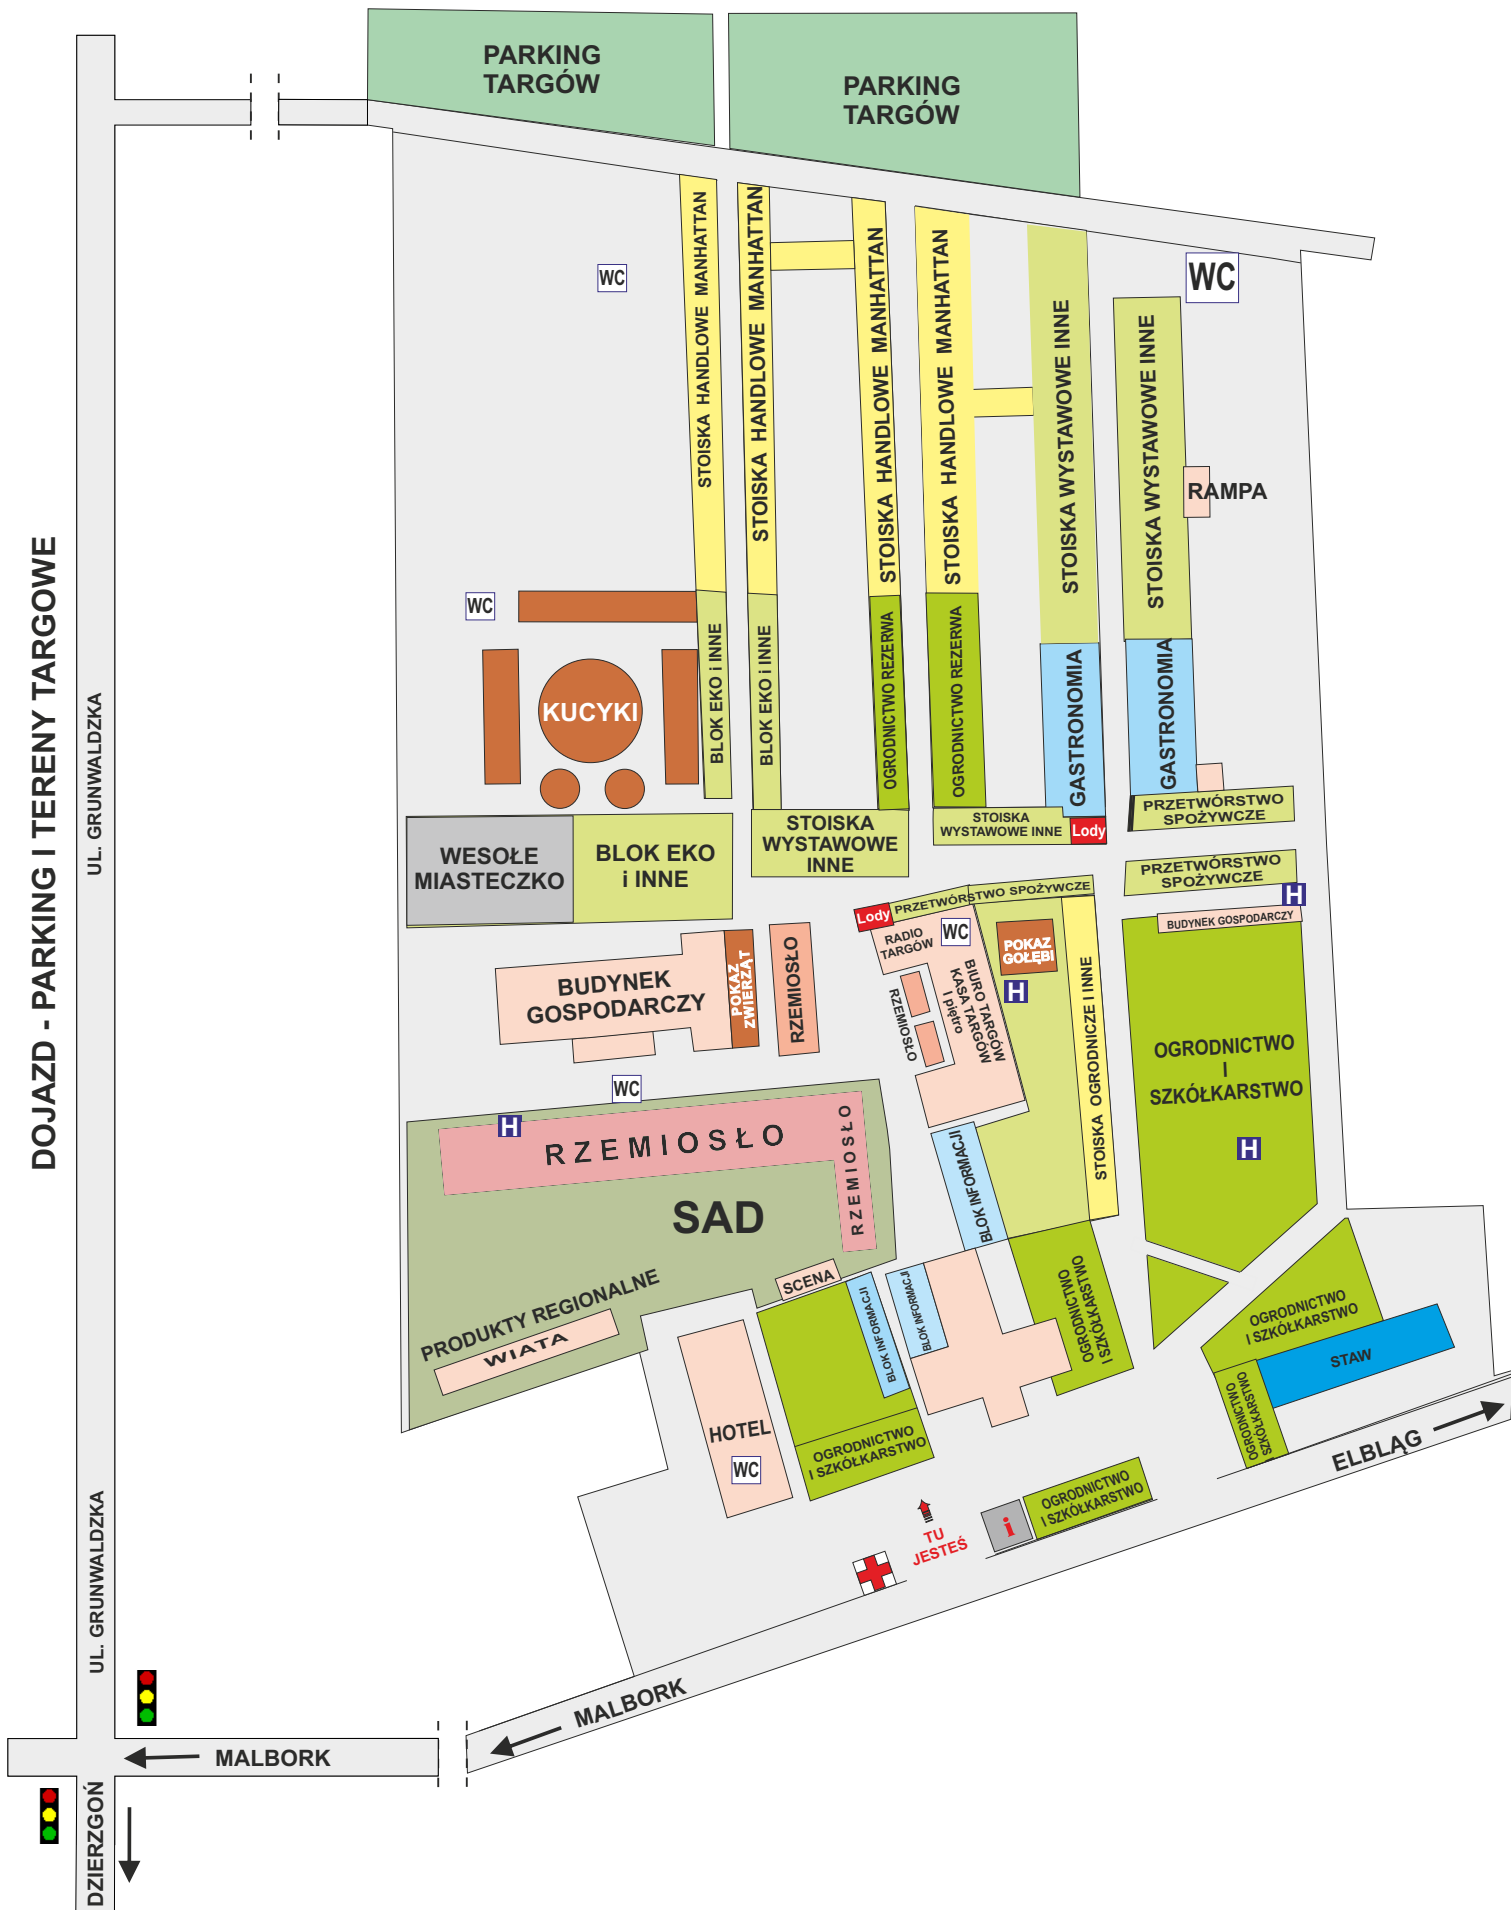 PARKING
TARGÓW
PARKING
TARGÓW
DOJAZD - PARKING I TERENY TARGOWE
UL. GRUNWALDZKA
UL. GRUNWALDZKA
WC
WC
STOISKA HANDLOWE MANHATTAN
STOISKA HANDLOWE MANHATTAN
STOISKA HANDLOWE MANHATTAN
STOISKA HANDLOWE MANHATTAN
STOISKA WYSTAWOWE INNE
STOISKA WYSTAWOWE INNE
RAMPA
WC
KUCYKI
BLOK EKO i INNE
BLOK EKO i INNE
OGRODNICTWO REZERWA
OGRODNICTWO REZERWA
GASTRONOMIA
GASTRONOMIA
WESOŁE
MIASTECZKO
BLOK EKO
i INNE
STOISKA
WYSTAWOWE
INNE
STOISKA
WYSTAWOWE INNE
Lody
PRZETWÓRSTWO
SPOŻYWCZE
PRZETWÓRSTWO
SPOŻYWCZE
H
BUDYNEK GOSPODARCZY
Lody
PRZETWÓRSTWO SPOŻYWCZE
RADIO
TARGÓW
WC
POKAZ
GOŁĘBI
H
BUDYNEK
GOSPODARCZY
POKAZ
ZWIERZĄT
RZEMIOSŁO
RZEMIOSŁO
BIURO TARGÓW
KASA TARGÓW
I piętro
STOISKA OGRODNICZE I INNE
OGRODNICTWO
I
SZKÓŁKARSTWO
H
WC
H
RZEMIOSŁO
RZEMIOSŁO
SAD
BLOK INFORMACJI
PRODUKTY REGIONALNE
WIATA
SCENA
BLOK INFORMACJI
BLOK INFORMACJI
OGRODNICTWO
I SZKÓŁKARSTWO
OGRODNICTWO
I SZKÓŁKARSTWO
STAW
OGRODNICTWO
I SZKÓŁKARSTWO
HOTEL
WC
OGRODNICTWO
I SZKÓŁKARSTWO
ELBLĄG
OGRODNICTWO
I SZKÓŁKARSTWO
i
TU
JESTEŚ
MALBORK
MALBORK
DZIERZGOŃ